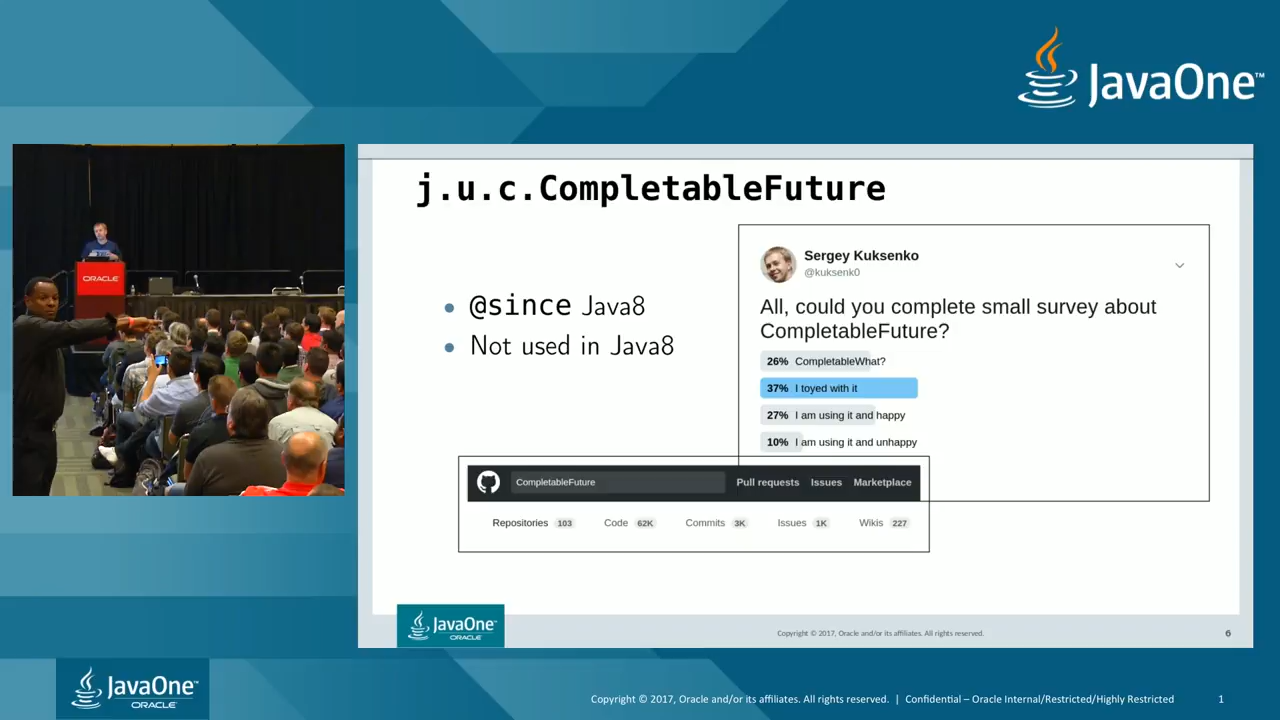 JavaOne™
ORACLE
j.u.c.CompletableFuture
@since Java8
Not used in Java8
Sergey Kuksenko
@kuksenk0
All, could you complete small survey about
CompletableFuture?
26% CompletableWhat?
37% I toyed with it
27% I am using it and happy
10% I am using it and unhappy
CompletableFuture Pull requests Issues Marketplace
Repositories 103 Code 62K Commits 3K Issues 1K Wikis 227
JavaOne™
ORACLE
Copyright © 2017, Oracle and/or its affiliates. All rights reserved. 6
JavaOne™
ORACLE
Copyright © 2017, Oracle and/or its affiliates. All rights reserved. | Confidential – Oracle Internal/Restricted/Highly Restricted 1